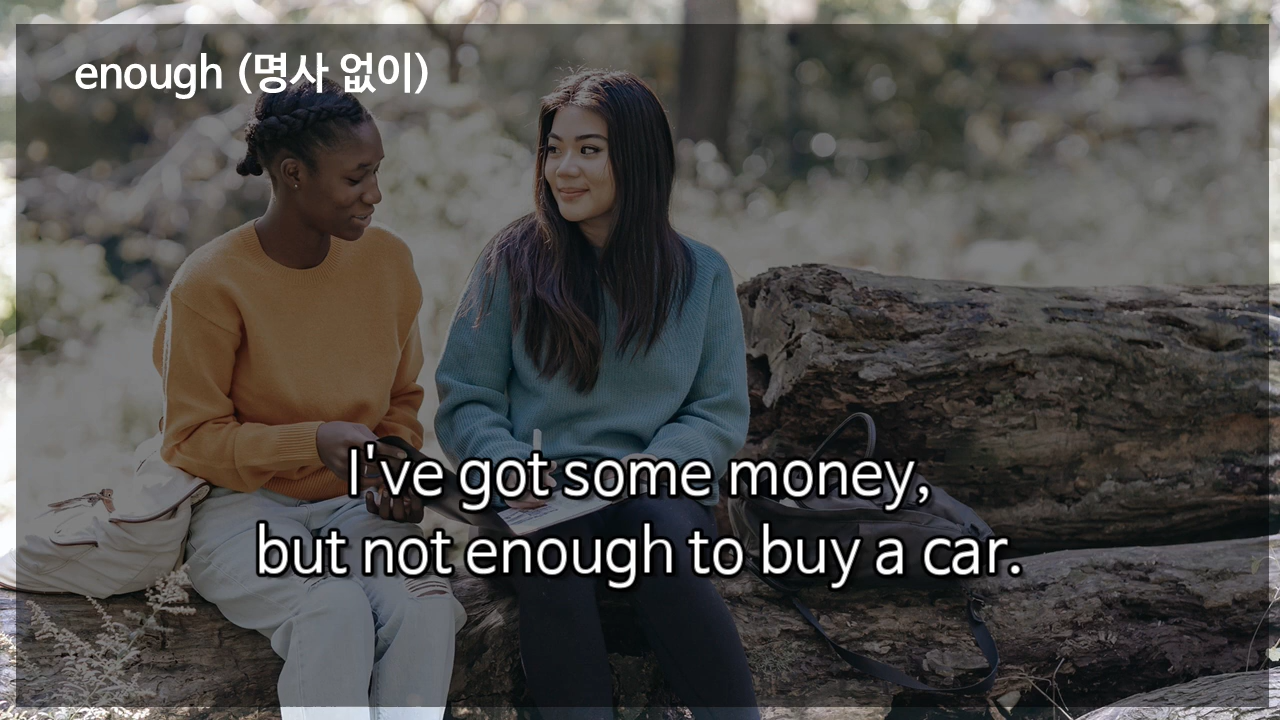 enough (명사 없이)
I've got some money,
but not enough to buy a car.